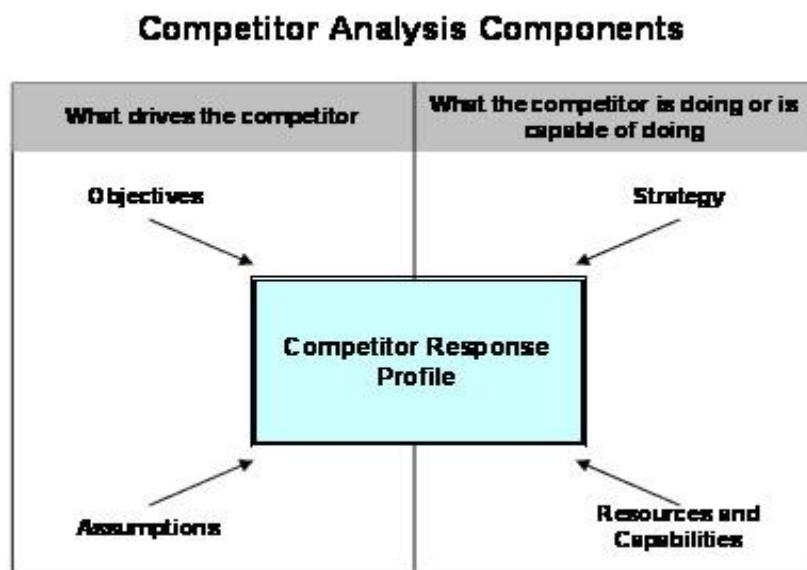 Competitor Analysis Components
What drives the competitor
What the competitor is doing or is
capable of doing
Objectives
Strategy
Competitor Response
Profile
Assumptions
Resources and
Capabilities